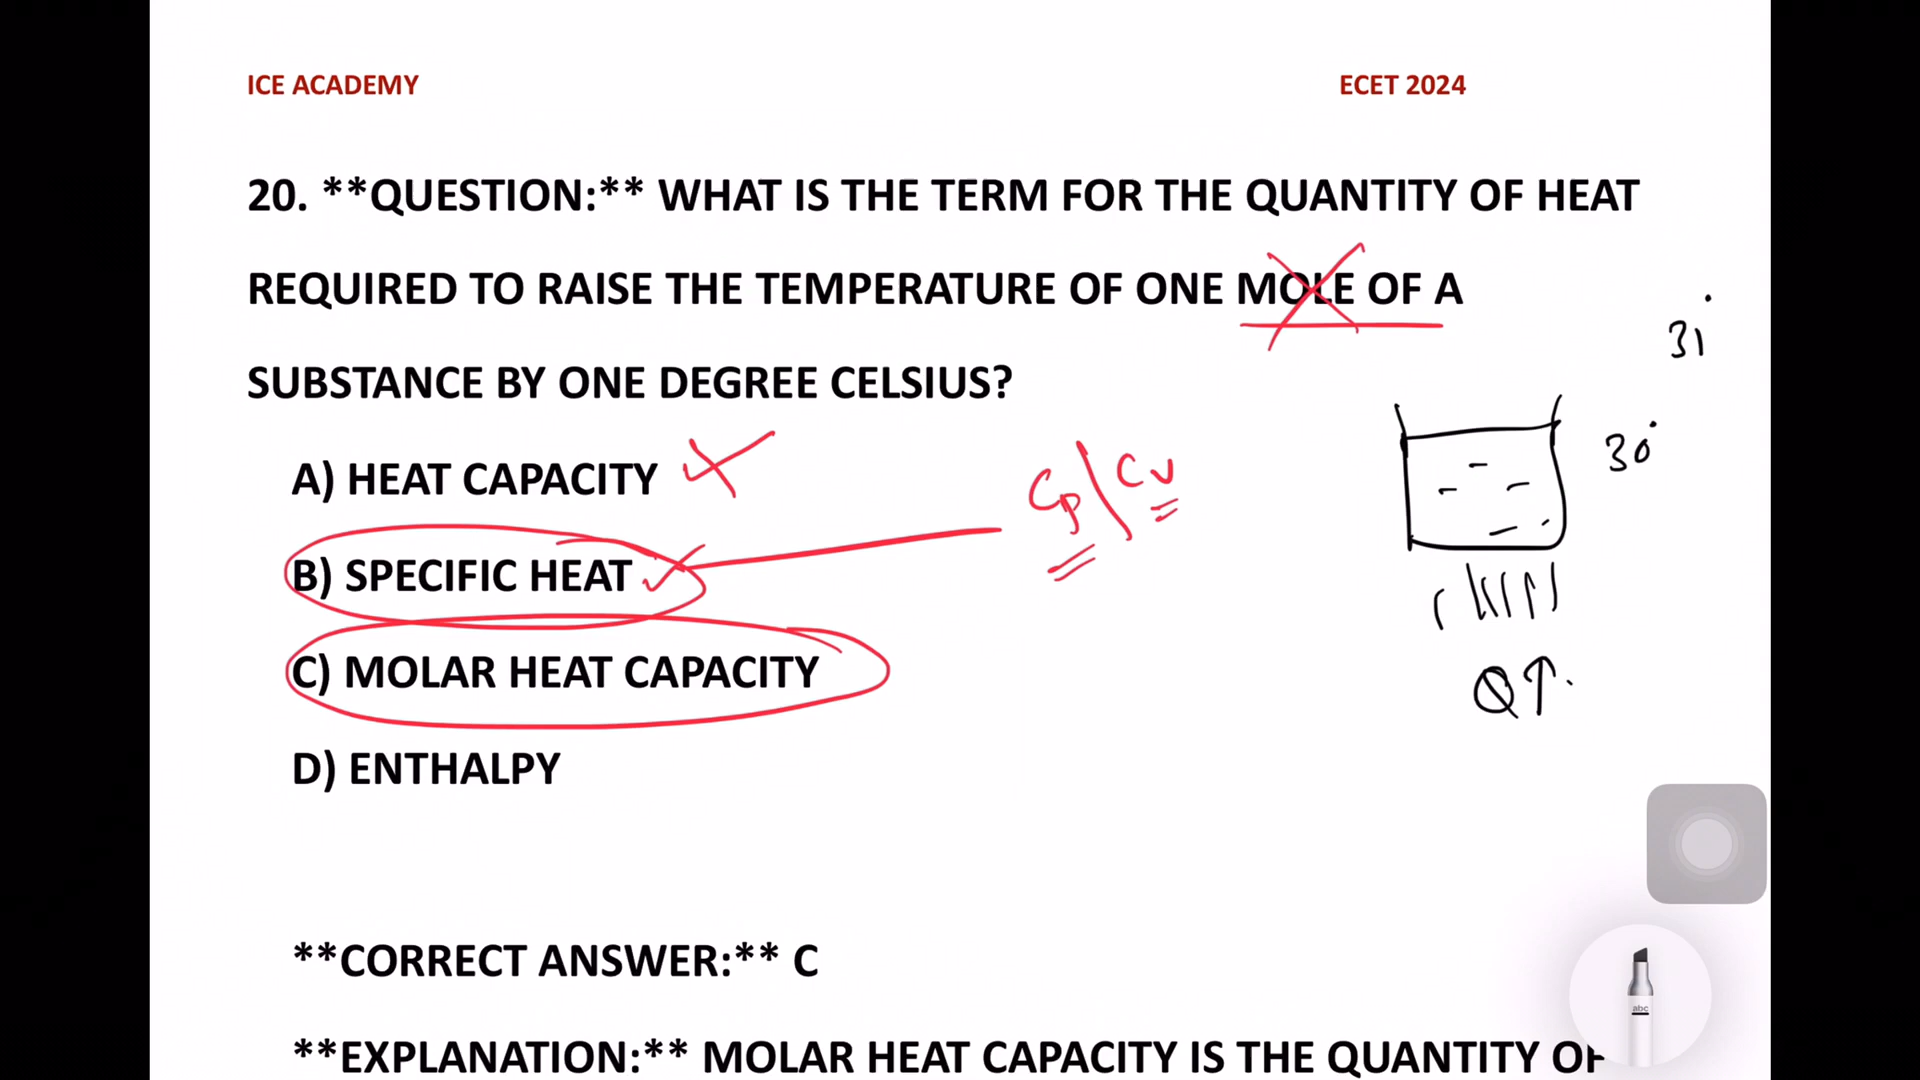 ICE ACADEMY ECET 2024
20. **QUESTION:** WHAT IS THE TERM FOR THE QUANTITY OF HEAT
REQUIRED TO RAISE THE TEMPERATURE OF ONE MOLE OF A
31°
SUBSTANCE BY ONE DEGREE CELSIUS?
30°
A) HEAT CAPACITY
Cp/Cv
B) SPECIFIC HEAT
C) MOLAR HEAT CAPACITY
Q↑
D) ENTHALPY
**CORRECT ANSWER:** C
abc
**EXPLANATION:** MOLAR HEAT CAPACITY IS THE QUANTITY OF